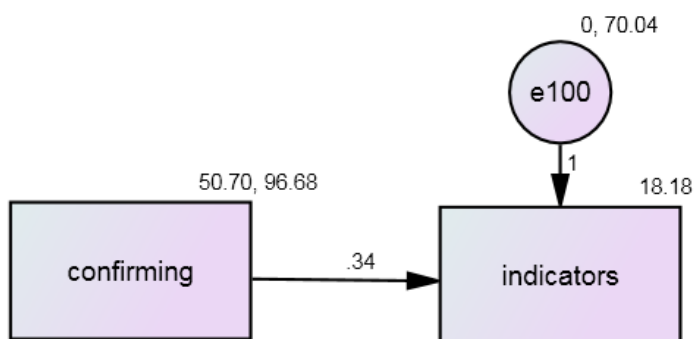 0, 70.04
e100
1
50.70, 96.68
18.18
confirming
.34
indicators